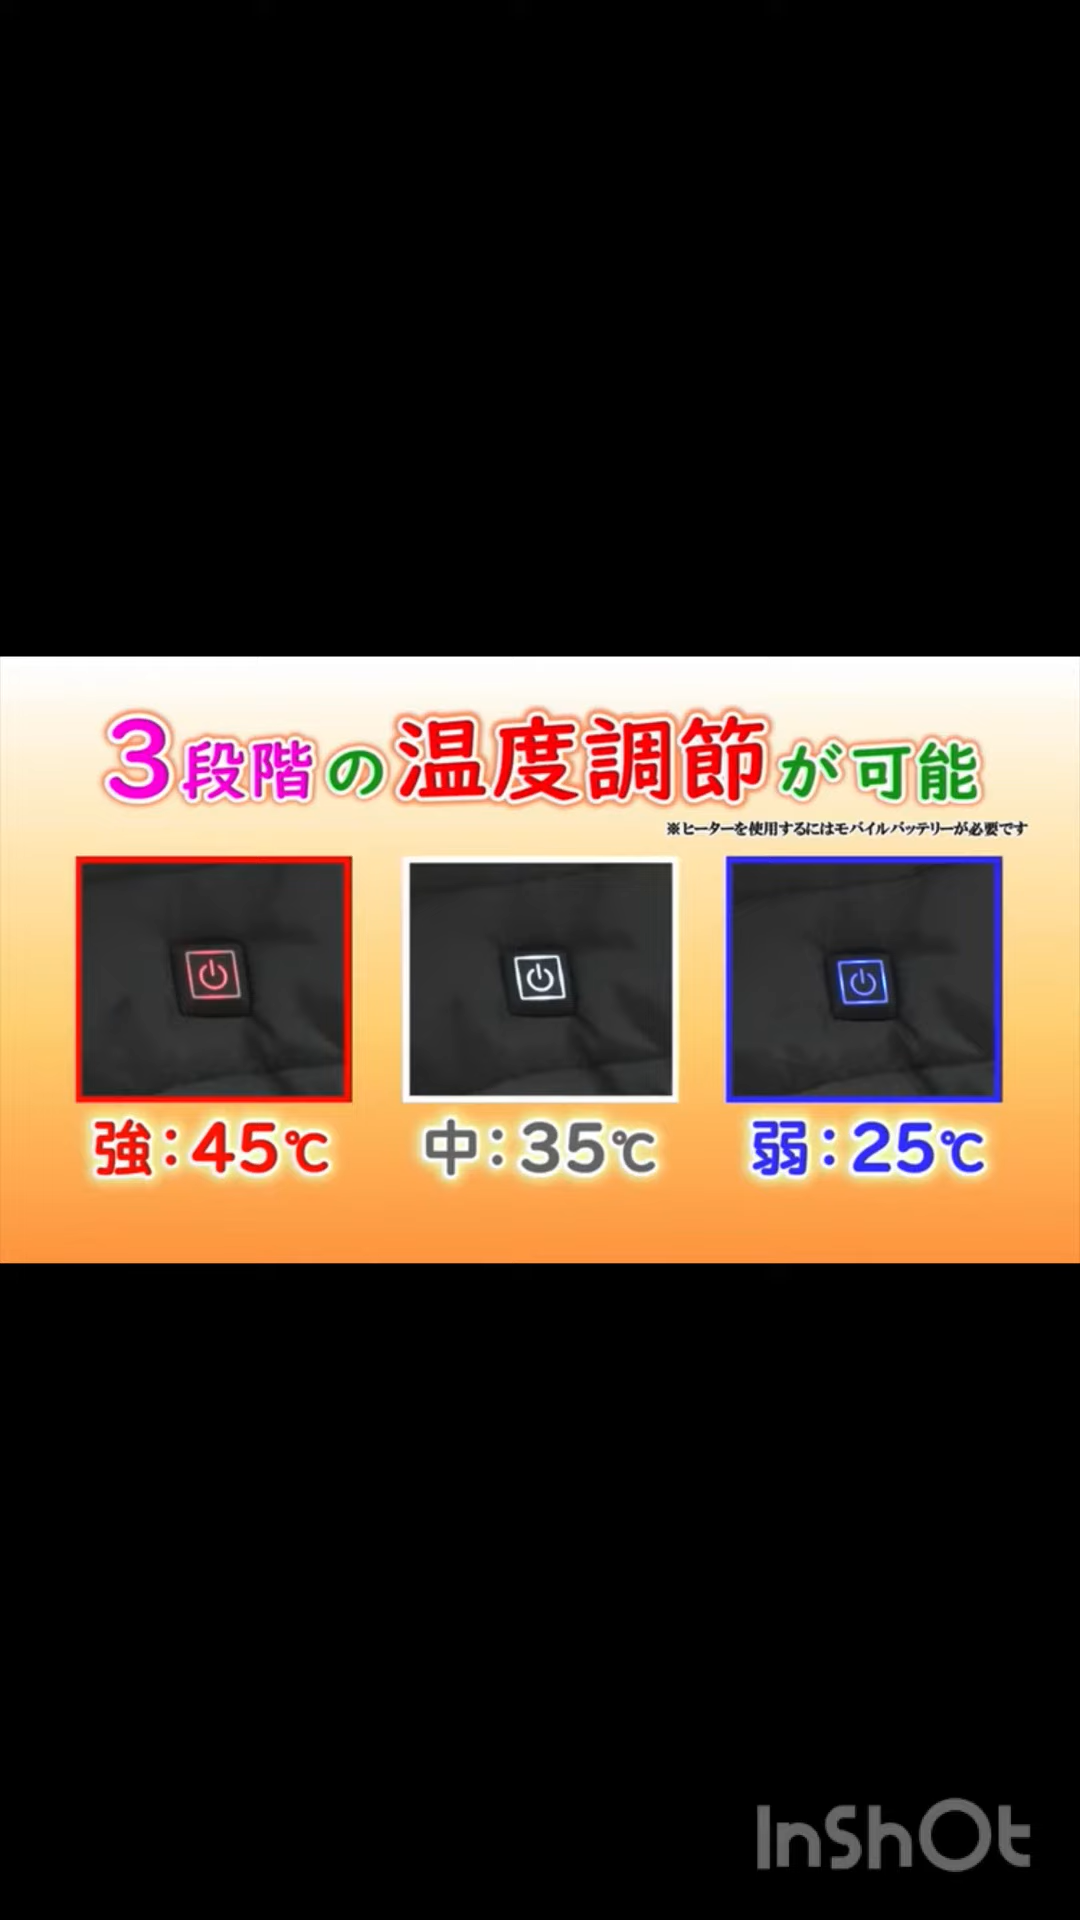 3段階の温度調節が可能
※ヒーターを使用するにはモバイルバッテリーが必要です
強:45℃
中:35℃
弱:25℃
InShOt